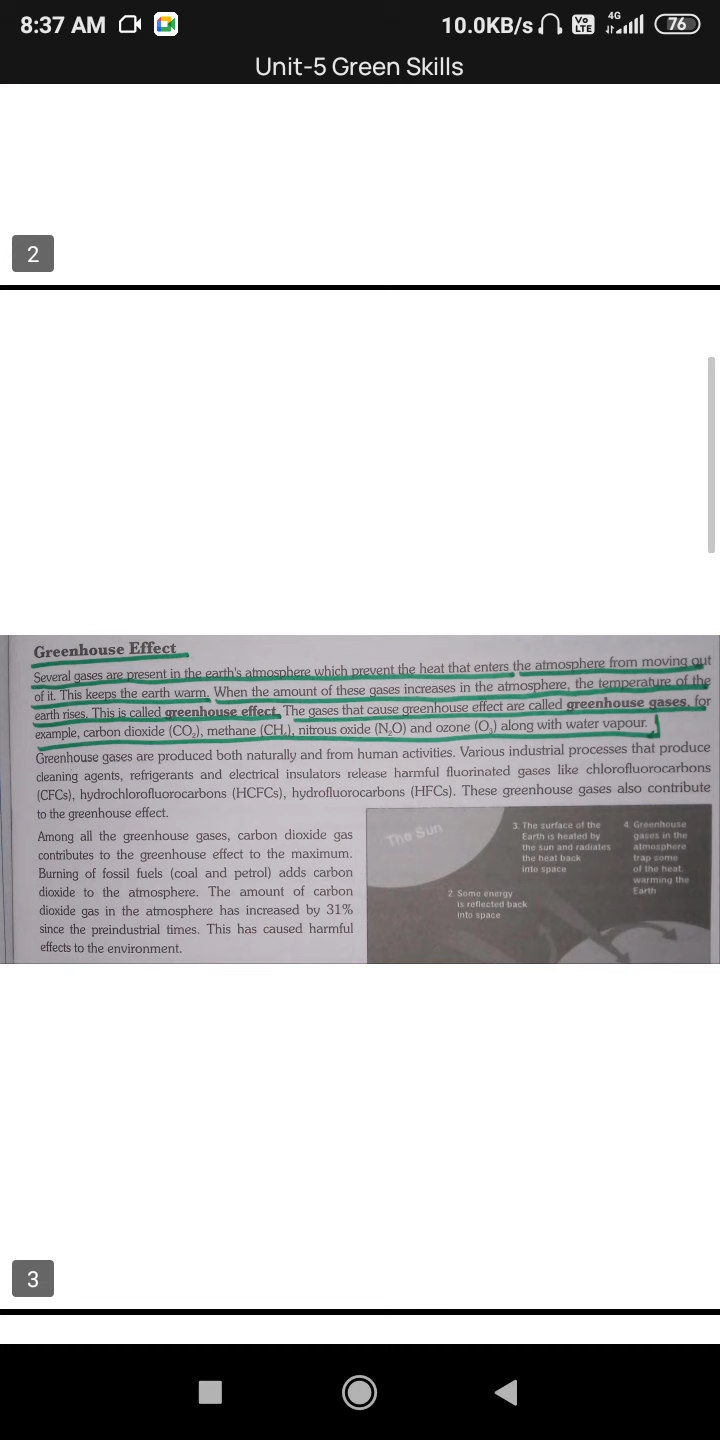 8:37 AM
10.0KB/s Vo LTE 4G 76
Unit-5 Green Skills
2
Greenhouse Effect
Several gases are present in the earth's atmosphere which prevent the heat that enters the atmosphere from moving out
of it. This keeps the earth warm. When the amount of these gases increases in the atmosphere, the temperature of the
earth rises. This is called greenhouse effect. The gases that cause greenhouse effect are called greenhouse gases, for
example, carbon dioxide (CO₂), methane (CH₄), nitrous oxide (N₂O) and ozone (O₃) along with water vapour.
Greenhouse gases are produced both naturally and from human activities. Various industrial processes that produce
cleaning agents, refrigerants and electrical insulators release harmful fluorinated gases like chlorofluorocarbons
(CFCs), hydrochlorofluorocarbons (HCFCs), hydrofluorocarbons (HFCs). These greenhouse gases also contribute
to the greenhouse effect.
Among all the greenhouse gases, carbon dioxide gas
contributes to the greenhouse effect to the maximum.
Burning of fossil fuels (coal and petrol) adds carbon
dioxide to the atmosphere. The amount of carbon
dioxide gas in the atmosphere has increased by 31%
since the preindustrial times. This has caused harmful
effects to the environment.
The Sun
2. Some energy
is reflected back
into space
3. The surface of the
Earth is heated by
the sun and radiates
the heat back
into space
4. Greenhouse
gases in the
atmosphere
trap some
of the heat,
warming the
Earth
3